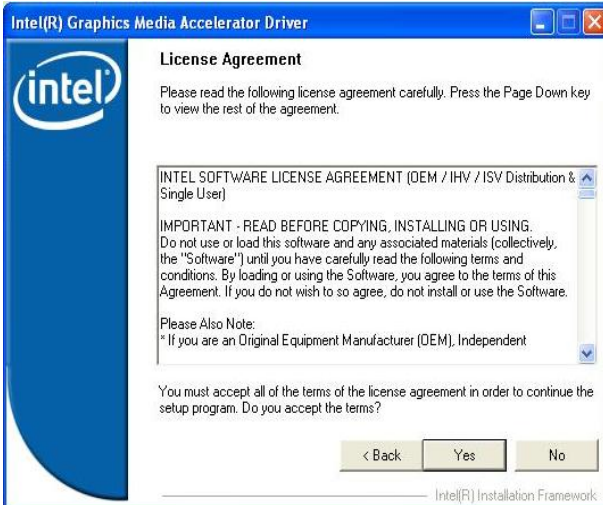 Intel(R) Graphics Media Accelerator Driver
intel
License Agreement
Please read the following license agreement carefully. Press the Page Down key
to view the rest of the agreement.
INTEL SOFTWARE LICENSE AGREEMENT (OEM / IHV / ISV Distribution &
Single User)
IMPORTANT - READ BEFORE COPYING, INSTALLING OR USING.
Do not use or load this software and any associated materials (collectively,
the "Software") until you have carefully read the following terms and
conditions. By loading or using the Software, you agree to the terms of this
Agreement. If you do not wish to so agree, do not install or use the Software.
Please Also Note:
* If you are an Original Equipment Manufacturer (OEM), Independent
You must accept all of the terms of the license agreement in order to continue the
setup program. Do you accept the terms?
< Back Yes No
Intel(R) Installation Framework